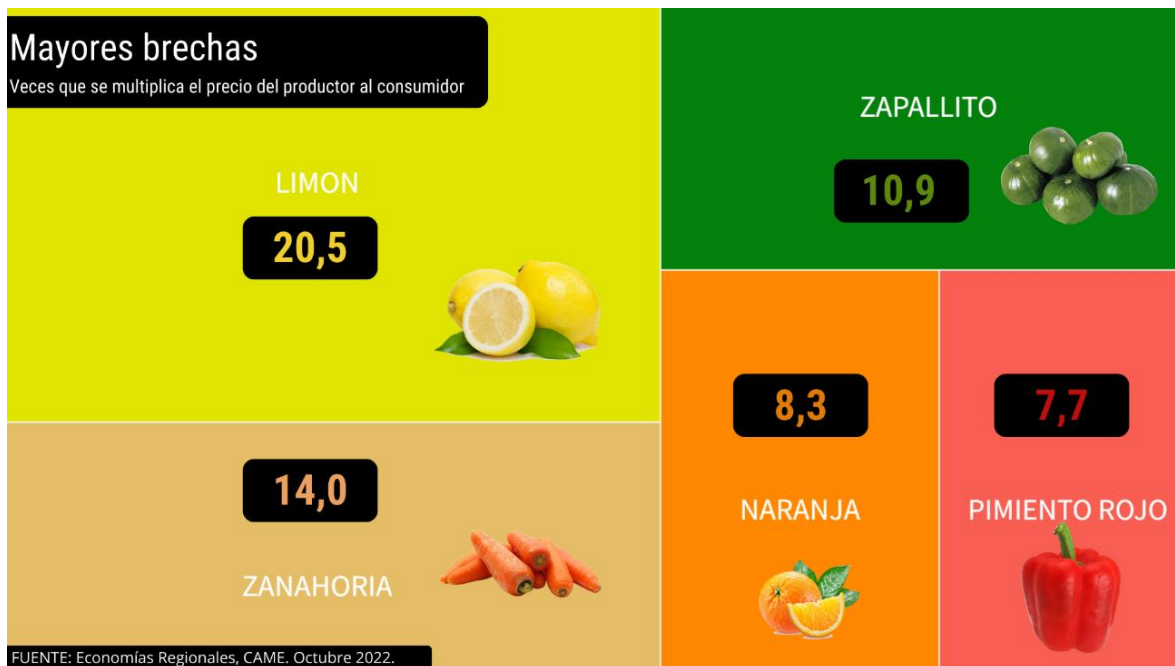 Mayores brechas
Veces que se multiplica el precio del productor al consumidor
LIMON
20,5
14,0
ZANAHORIA
ZAPALLITO
10,9
8,3
NARANJA
7,7
PIMIENTO ROJO
FUENTE: Economías Regionales, CAME. Octubre 2022.